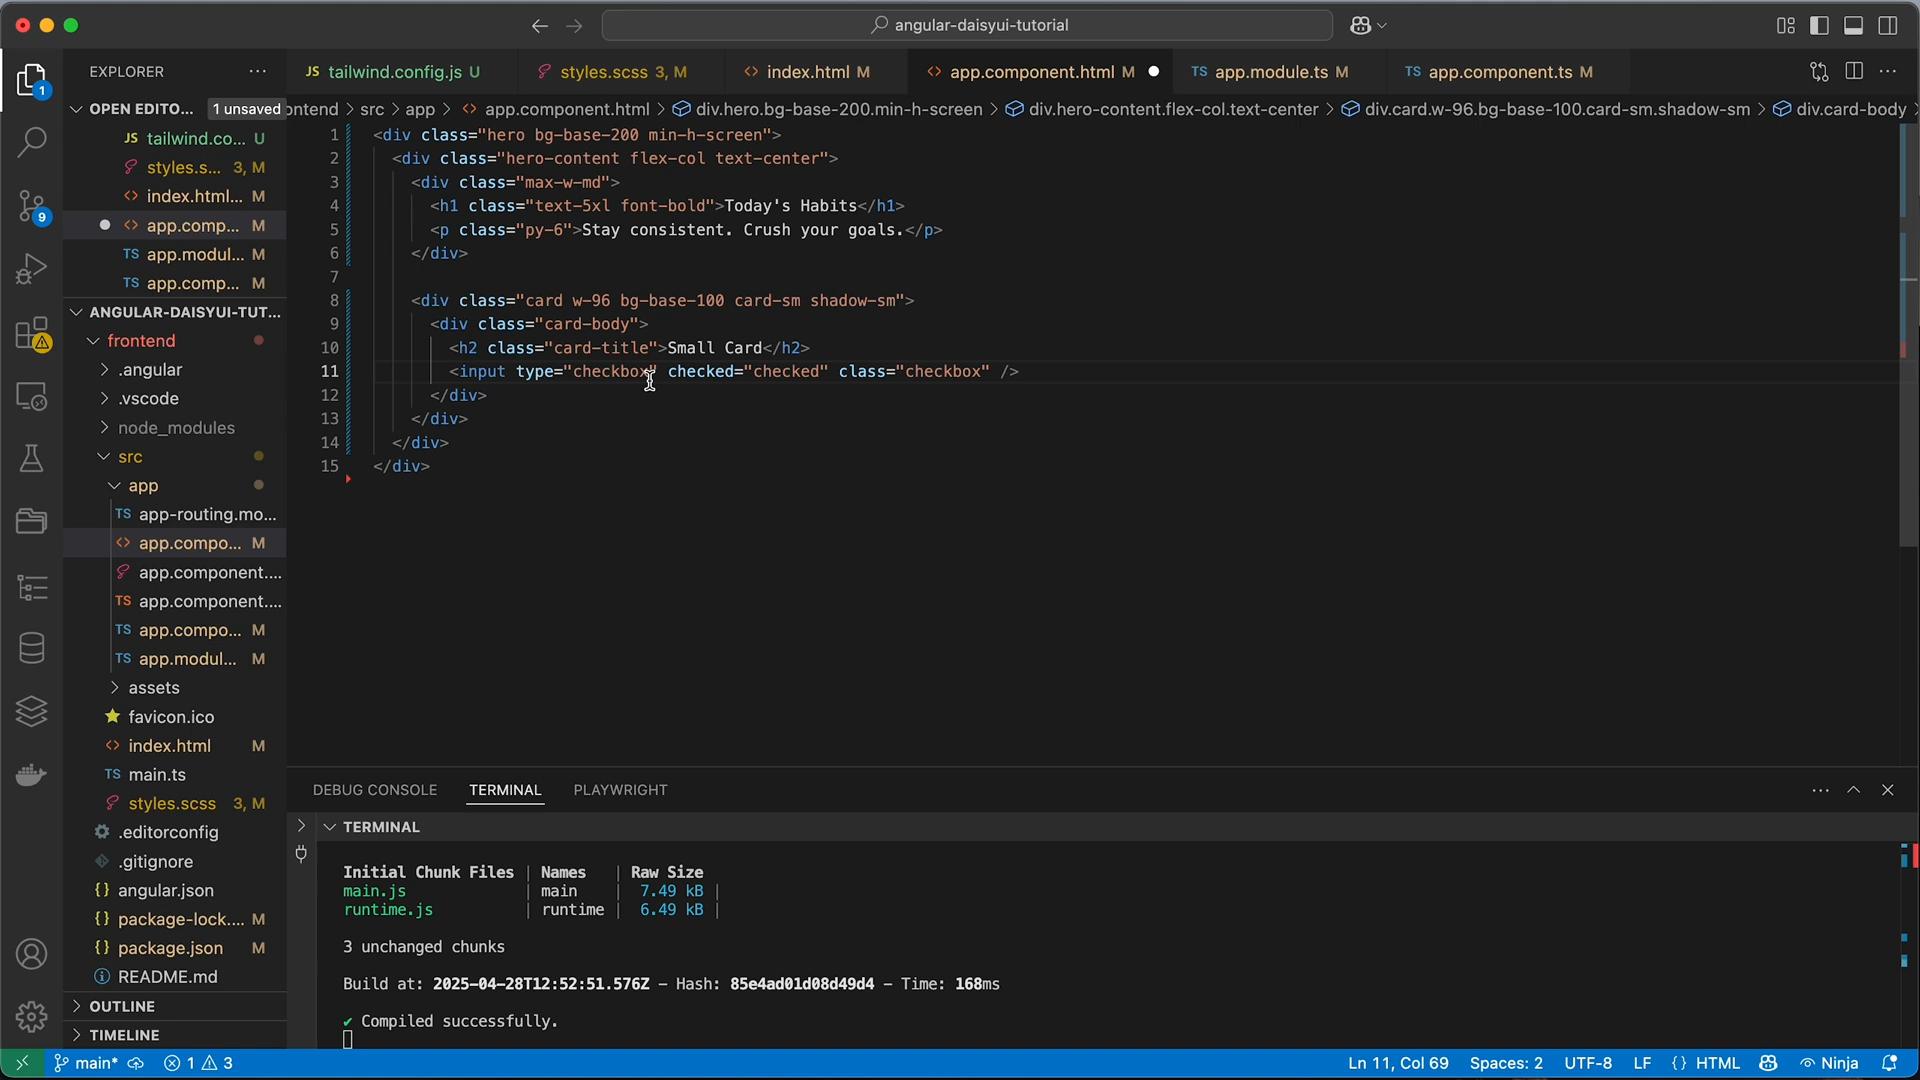 angular-daisyui-tutorial
EXPLORER
JS tailwind.config.js U
styles.scss 3, M
<> index.html M
<> app.component.html M
TS app.module.ts M
TS app.component.ts M
OPEN EDITO... 1 unsaved
ontend > src > app > <> app.component.html > div.hero.bg-base-200.min-h-screen > div.hero-content.flex-col.text-center > div.card.w-96.bg-base-100.card-sm.shadow-sm > div.card-body >
1
JS tailwind.co... U
styles.s... 3, M
<> index.html... M
<> app.comp... M
TS app.modul... M
TS app.comp... M
9
ANGULAR-DAISYUI-TUT...
frontend
> .angular
> .vscode
> node_modules
src
app
TS app-routing.mo...
<> app.compo... M
app.component....
TS app.component....
TS app.compo... M
TS app.modul... M
> assets
favicon.ico
<> index.html M
TS main.ts
styles.scss 3, M
.editorconfig
.gitignore
{} angular.json
{} package-lock.... M
{} package.json M
README.md
> OUTLINE
> TIMELINE
1 <div class="hero bg-base-200 min-h-screen">
2 <div class="hero-content flex-col text-center">
3 <div class="max-w-md">
4 <h1 class="text-5xl font-bold">Today's Habits</h1>
5 <p class="py-6">Stay consistent. Crush your goals.</p>
6 </div>
7
8 <div class="card w-96 bg-base-100 card-sm shadow-sm">
9 <div class="card-body">
10 <h2 class="card-title">Small Card</h2>
11 <input type="checkbox" checked="checked" class="checkbox" />
12 </div>
13 </div>
14 </div>
15 </div>
DEBUG CONSOLE TERMINAL PLAYWRIGHT
TERMINAL
Initial Chunk Files | Names | Raw Size
main.js | main | 7.49 kB |
runtime.js | runtime | 6.49 kB |
3 unchanged chunks
Build at: 2025-04-28T12:52:51.576Z - Hash: 85e4ad01d08d49d4 - Time: 168ms
✔ Compiled successfully.
main* 1 3
Ln 11, Col 69 Spaces: 2 UTF-8 LF {} HTML Ninja